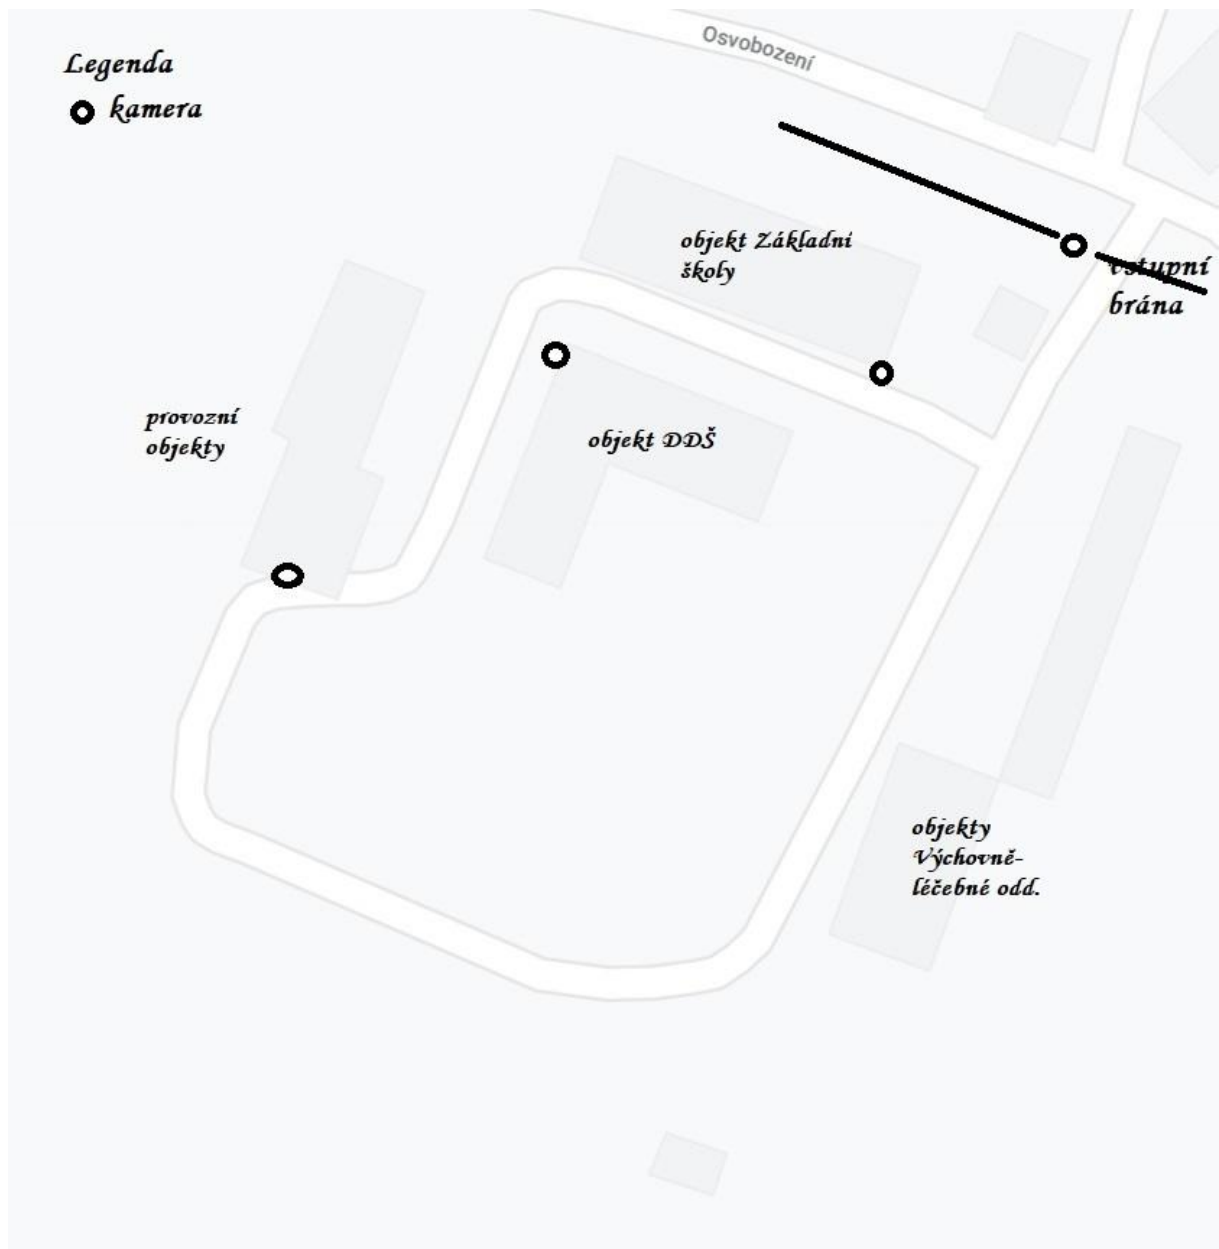 Legenda
kamera
Osvobození
objekt Základní
školy
vstupní
brána
provozní
objekty
objekt DDŠ
objekty
Výchovně-
léčebné odd.